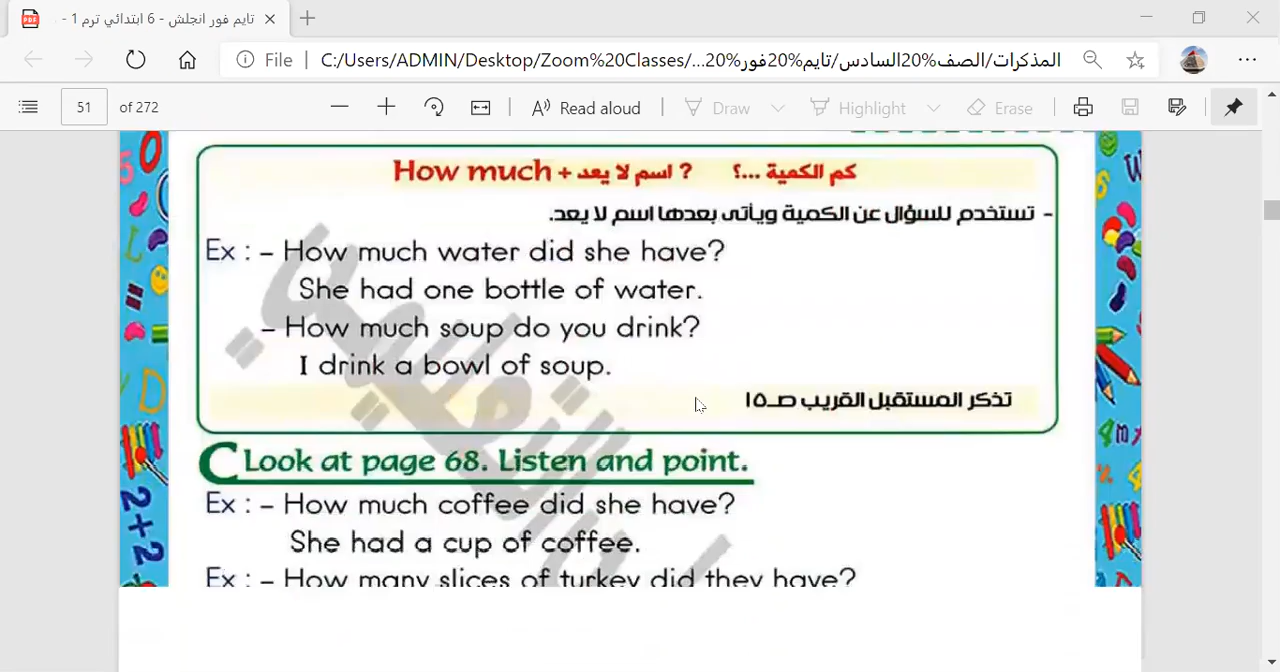 تايم فور انجلش - 6 ابتدائي ترم 1 -
File | C:/Users/ADMIN/Desktop/Zoom%20Classes/...المذكرات/الصف%20السادس/تايم%20فور%20
51 of 272
Read aloud
Draw
Highlight
Erase
How much + اسم لا يعد ? كم الكمية ...؟
- تستخدم للسؤال عن الكمية ويأتى بعدها اسم لا يعد.
Ex : - How much water did she have?
She had one bottle of water.
- How much soup do you drink?
I drink a bowl of soup.
تذكر المستقبل القريب صـ١٥
C Look at page 68. Listen and point.
Ex : - How much coffee did she have?
She had a cup of coffee.
Ex : - How many slices of turkey did they have?